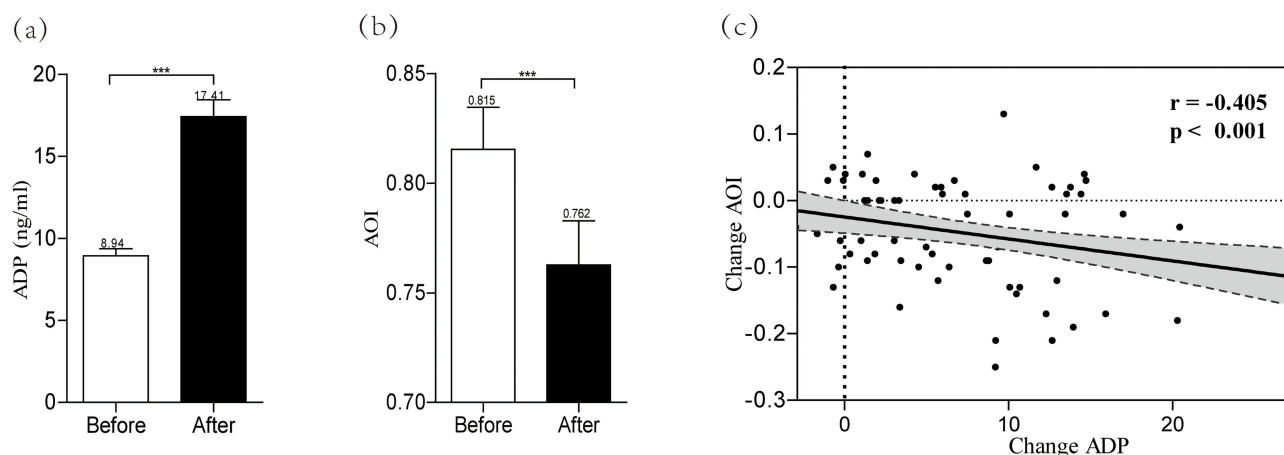 (a)
20
15
10
5
0
ADP (ng/ml)
***
17.41
8.94
Before After
(b)
0.85
0.80
0.75
0.70
AOI
***
0.815
0.762
Before After
(c)
0.2
0.1
0.0
-0.1
-0.2
-0.3
Change AOI
r = -0.405
p < 0.001
0 10 20
Change ADP